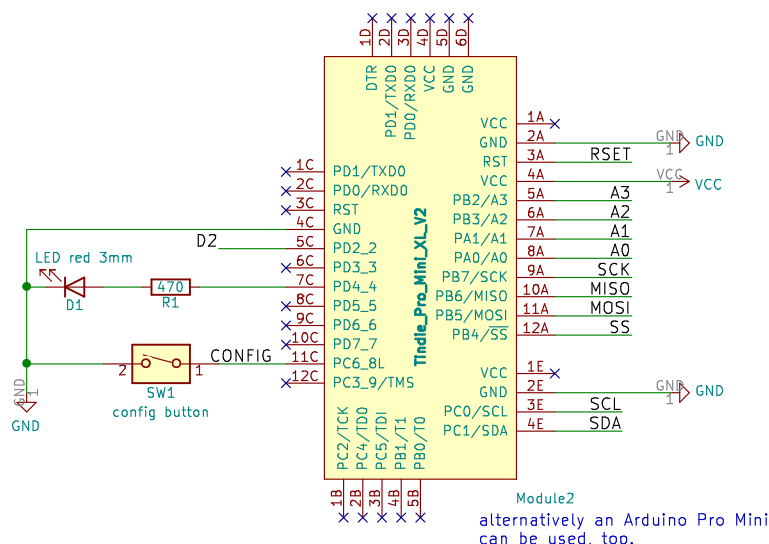 1D
2D
3D
4D
5D
6D
DTR
PD1/TXD0
PD0/RXD0
VCC
GND
GND
1C PD1/TXD0
2C PD0/RXD0
3C RST
4C GND
D2 5C PD2_2
6C PD3_3
LED red 3mm
D1
470
R1
7C PD4_4
8C PD5_5
9C PD6_6
10C PD7_7
CONFIG 11C PC6_8L
12C PC3_9/TMS
2 1
SW1
config button
GND 1
GND
Tindie_Pro_Mini_XL_V2
VCC 1A
GND 2A GND 1 GND
RST 3A RSET
VCC 4A VCC 1 VCC
PB2/A3 5A A3
PB3/A2 6A A2
PA1/A1 7A A1
PA0/A0 8A A0
PB7/SCK 9A SCK
PB6/MISO 10A MISO
PB5/MOSI 11A MOSI
PB4/SS 12A SS
VCC 1E
GND 2E GND 1 GND
PC0/SCL 3E SCL
PC1/SDA 4E SDA
PC2/TCK
PC4/TDO
PC5/TDI
PB1/T1
PB0/T0
1B
2B
3B
4B
5B
Module2
alternatively an Arduino Pro Mini
can be used, top.